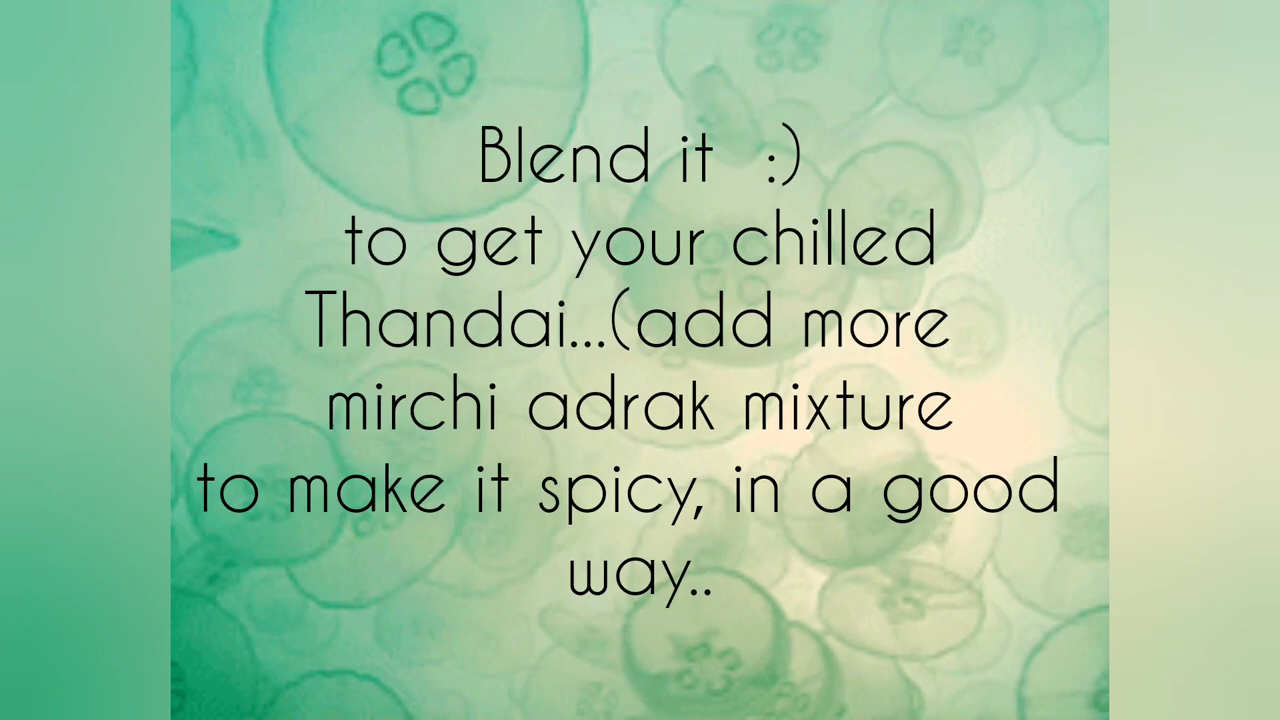 Blend it :)
to get your chilled
Thandai...(add more
mirchi adrak mixture
to make it spicy, in a good
way..